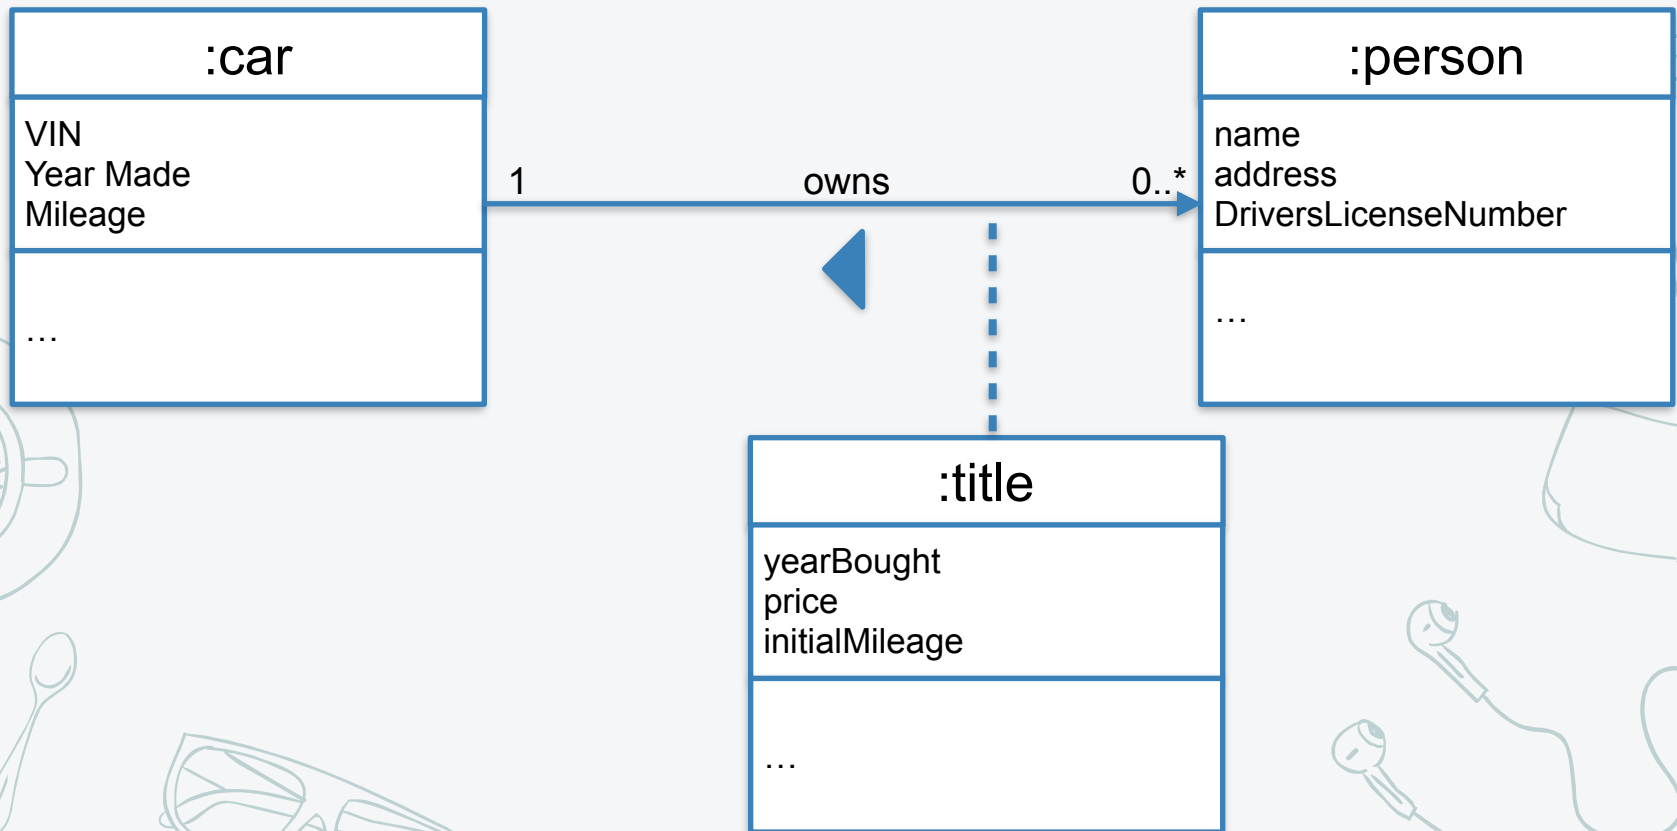 :car
VIN
Year Made
Mileage
…
1
owns
0..*
:person
name
address
DriversLicenseNumber
…
:title
yearBought
price
initialMileage
…